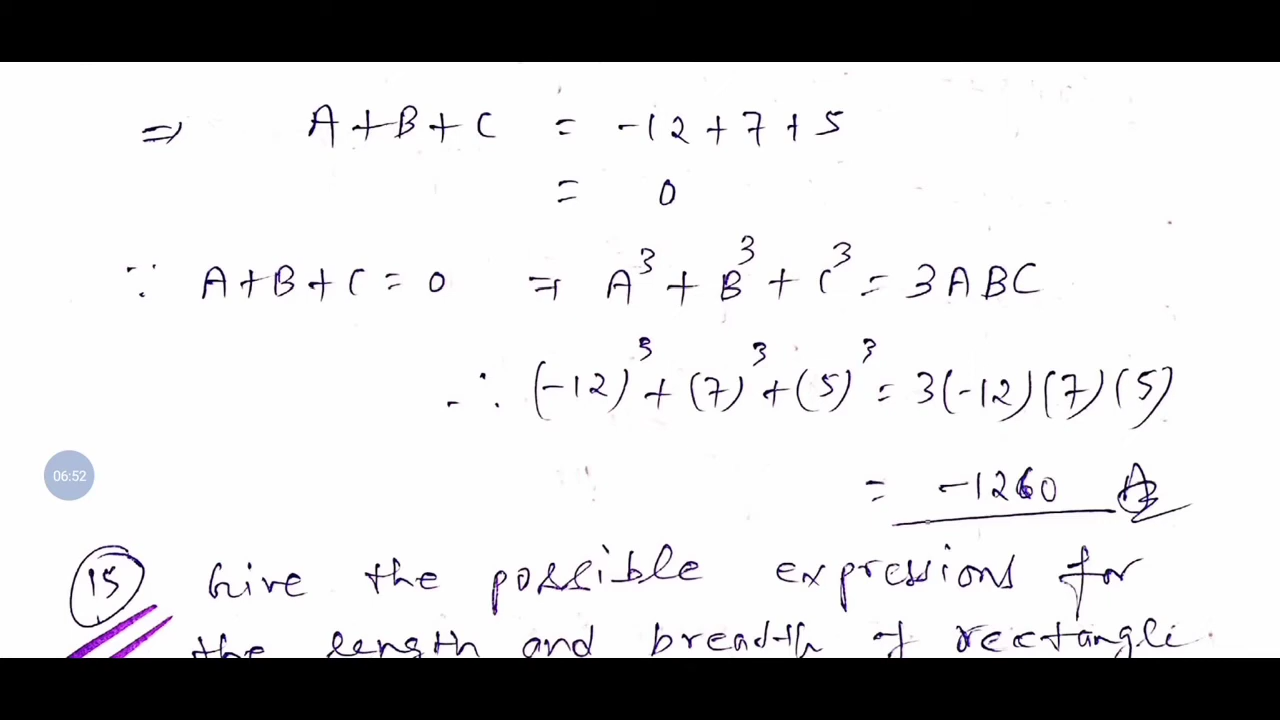 ⇒ A+B+C = -12+7+5
= 0
∵ A+B+C=0 ⇒ A³+B³+C³=3ABC
∴ (-12)³+(7)³+(5)³=3(-12)(7)(5)
06:52
= -1260
15 Give the possible expressions for
the length and breadth of rectangle